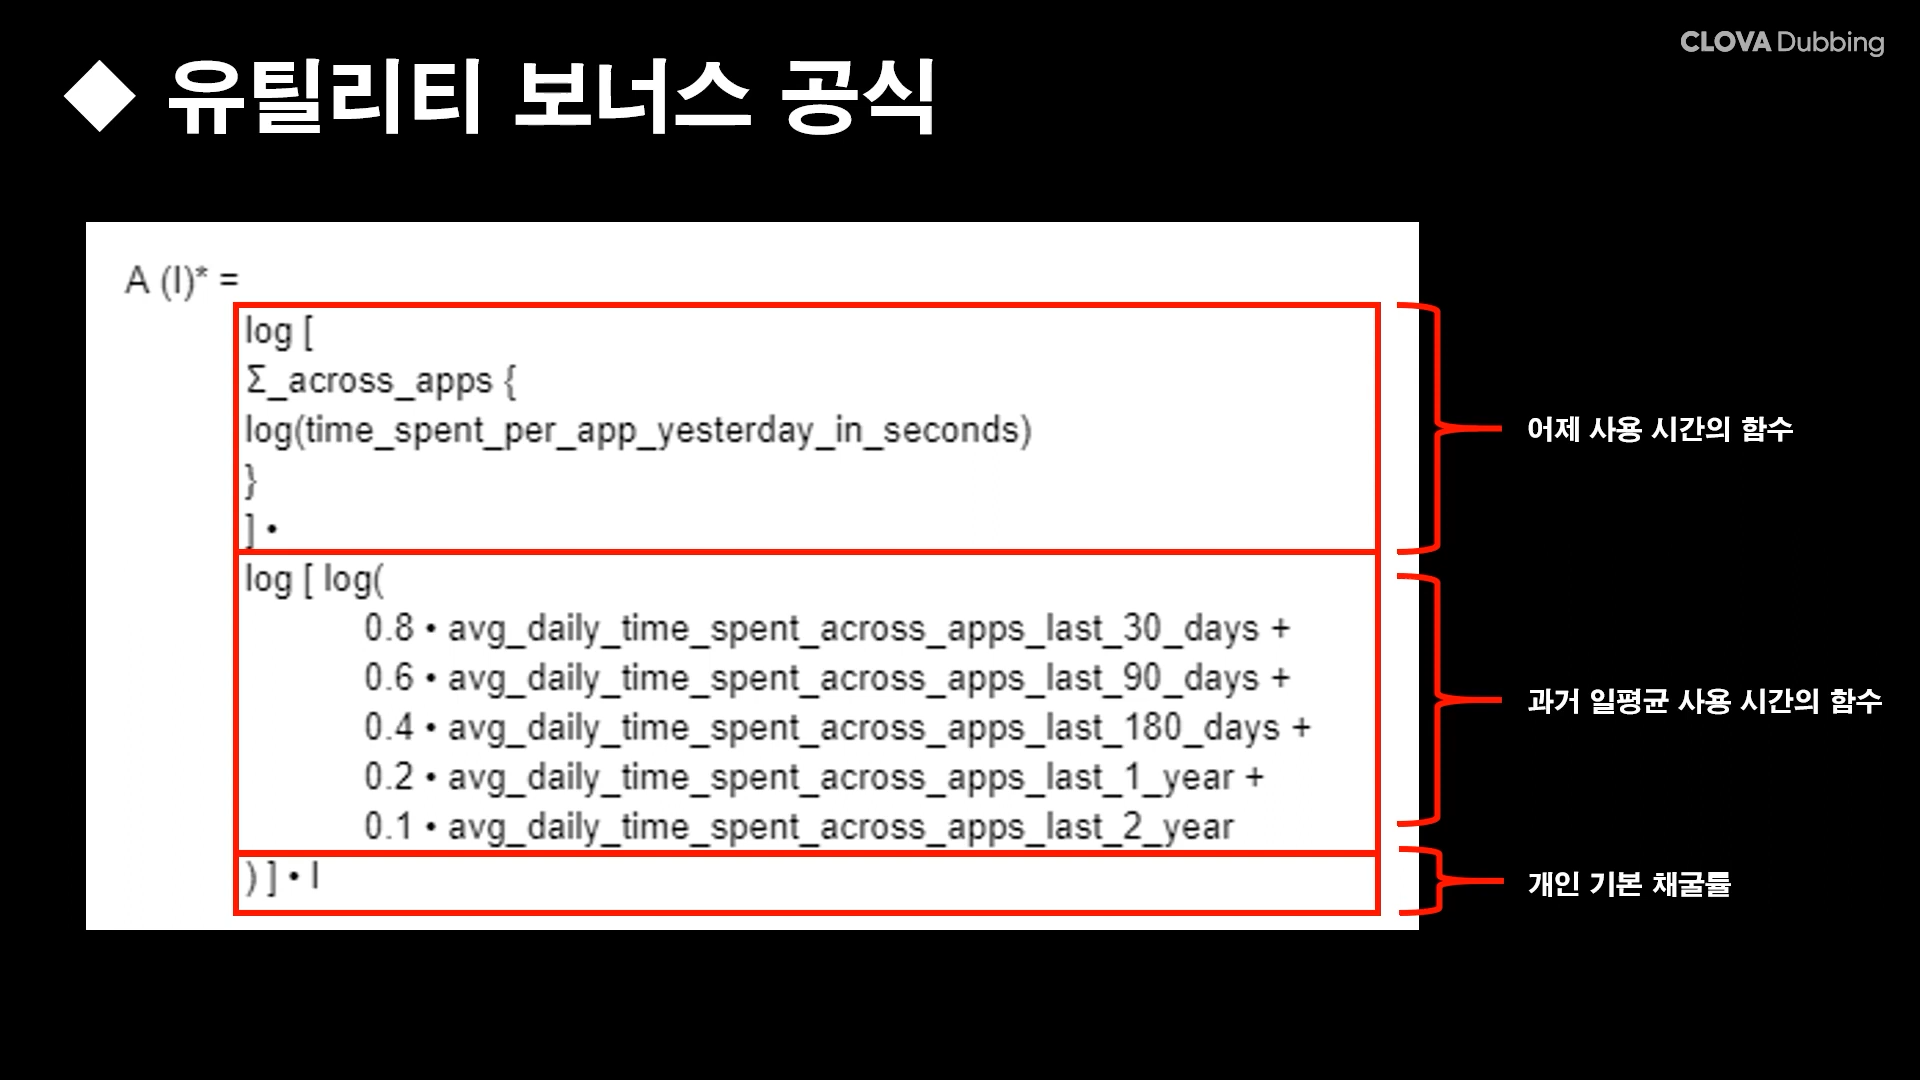 CLOVA Dubbing
◆ 유틸리티 보너스 공식
A (I)* =
log [
Σ_across_apps {
log(time_spent_per_app_yesterday_in_seconds)
}
] •
어제 사용 시간의 함수
log [ log(
0.8 • avg_daily_time_spent_across_apps_last_30_days +
0.6 • avg_daily_time_spent_across_apps_last_90_days +
0.4 • avg_daily_time_spent_across_apps_last_180_days +
0.2 • avg_daily_time_spent_across_apps_last_1_year +
0.1 • avg_daily_time_spent_across_apps_last_2_year
과거 일평균 사용 시간의 함수
) ] • I
개인 기본 채굴률